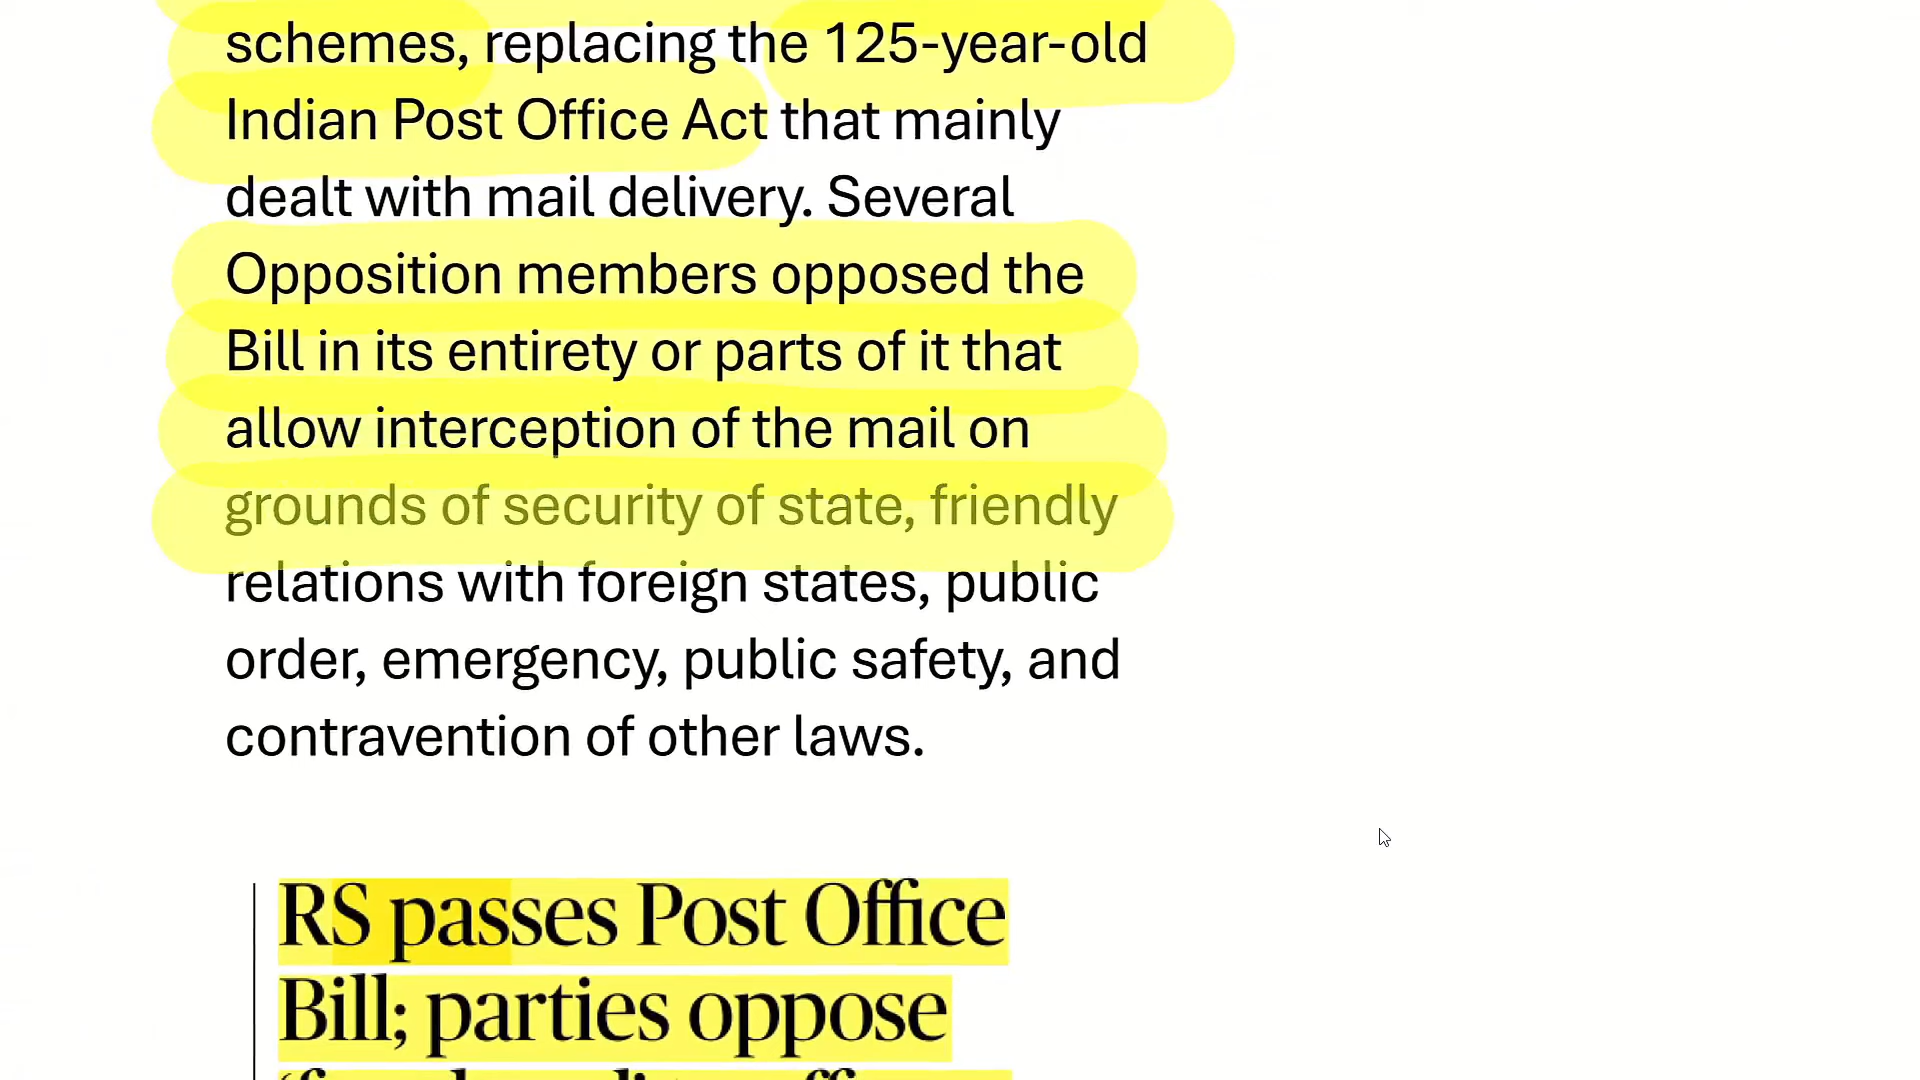 schemes, replacing the 125-year-old
Indian Post Office Act that mainly
dealt with mail delivery. Several
Opposition members opposed the
Bill in its entirety or parts of it that
allow interception of the mail on
grounds of security of state, friendly
relations with foreign states, public
order, emergency, public safety, and
contravention of other laws.
RS passes Post Office
Bill; parties oppose